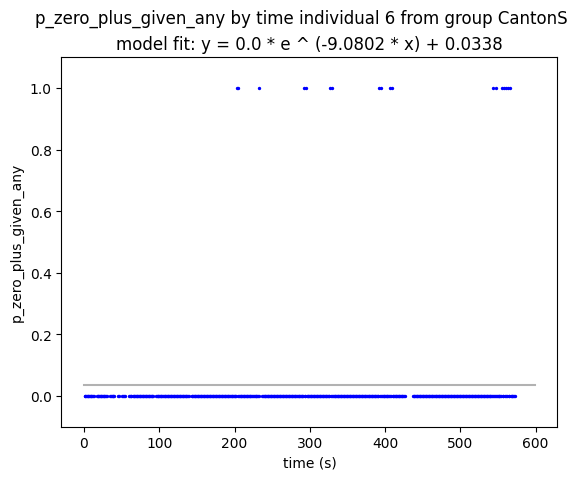 p_zero_plus_given_any by time individual 6 from group CantonS
model fit: y = 0.0 * e ^ (-9.0802 * x) + 0.0338
1.0
0.8
0.6
0.4
0.2
0.0
p_zero_plus_given_any
0 100 200 300 400 500 600
time (s)